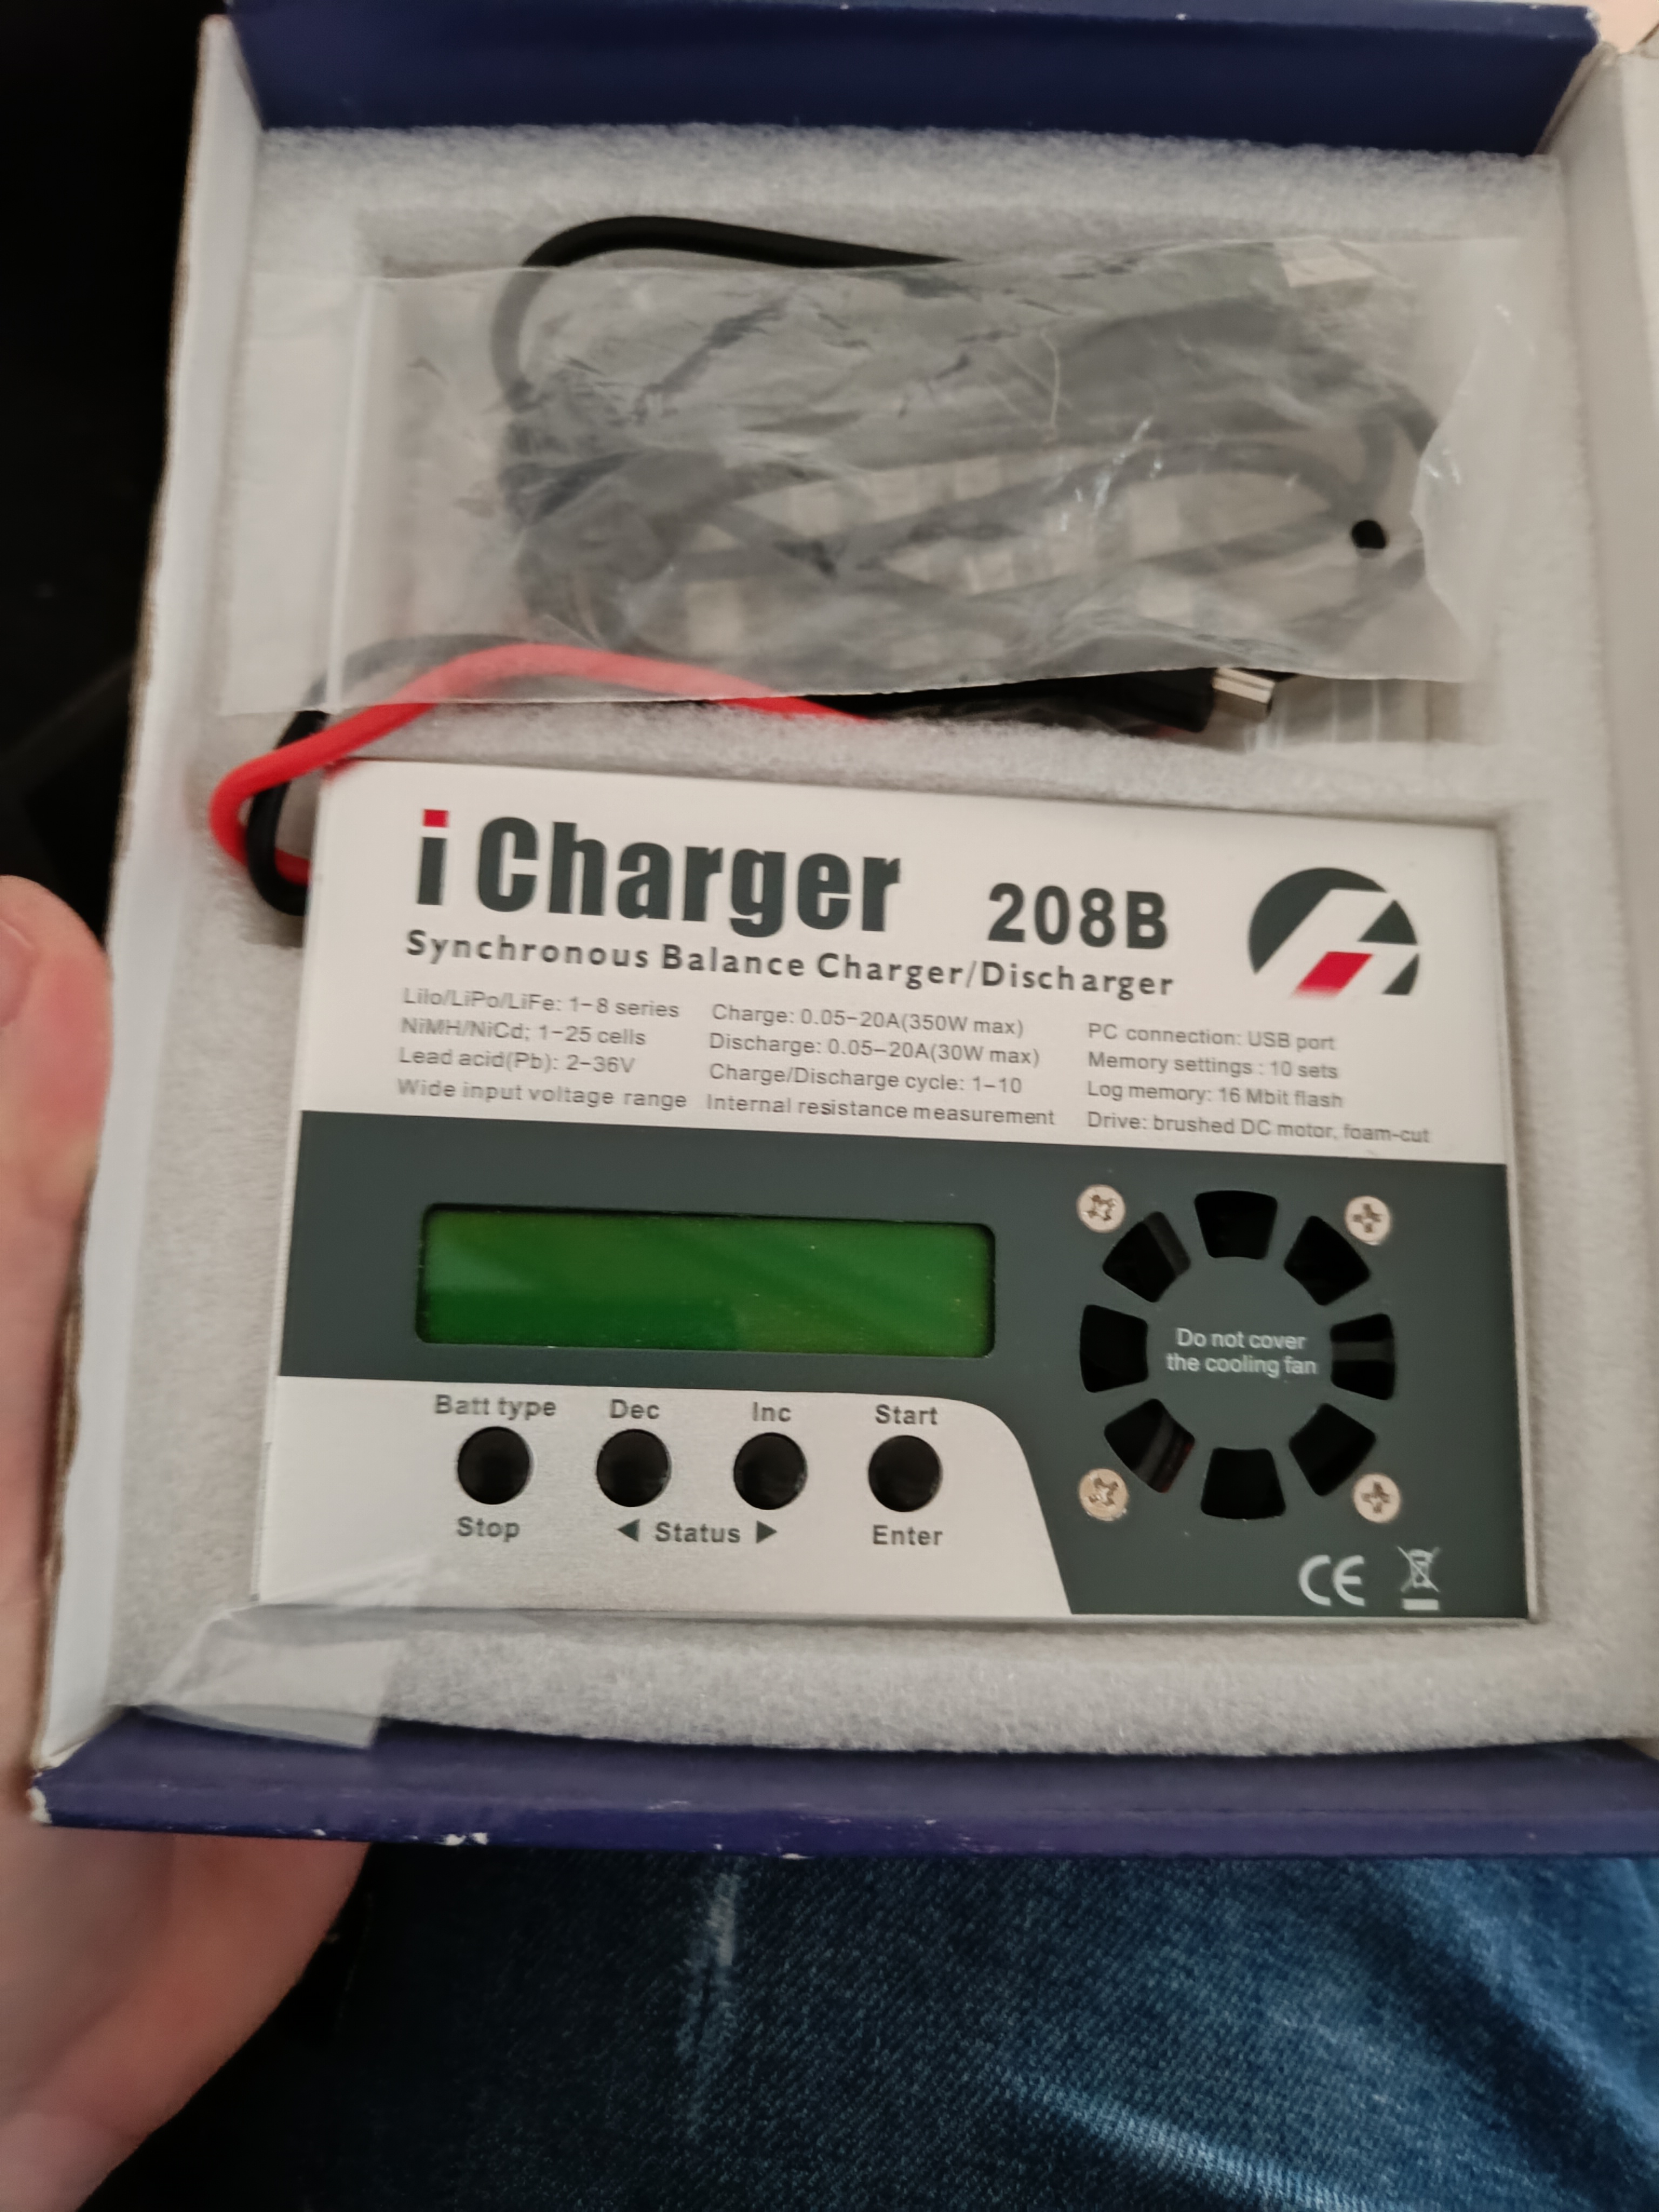 i Charger 208B
Synchronous Balance Charger/Discharger
LiIo/LiPo/LiFe: 1-8 series
NiMH/NiCd; 1-25 cells
Lead acid(Pb): 2-36V
Wide input voltage range
Charge: 0.05-20A(350W max)
Discharge: 0.05-20A(30W max)
Charge/Discharge cycle: 1-10
Internal resistance measurement
PC connection: USB port
Memory settings : 10 sets
Log memory: 16 Mbit flash
Drive: brushed DC motor, foam-cut
Do not cover
the cooling fan
Batt type Dec Inc Start
Stop ◀ Status ▶ Enter
CE